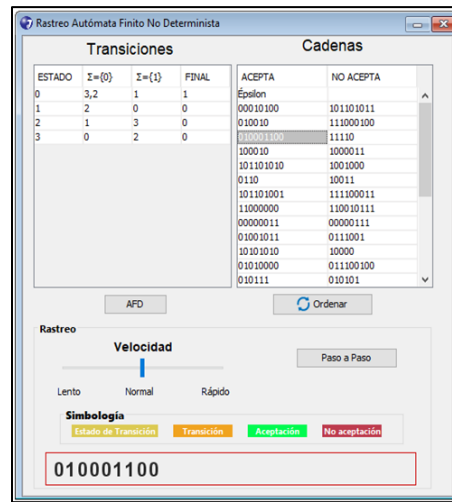 Rastreo Autómata Finito No Determinista
Transiciones
ESTADO Σ={0} Σ={1} FINAL
0 3,2 1 1
1 2 0 0
2 1 3 0
3 0 2 0
AFD
Cadenas
ACEPTA NO ACEPTA
Épsilon
00010100 101101011
010010 111000100
010001100 11110
100010 1000011
101101010 1001000
0110 10011
101101001 111100011
11000000 110010111
00000011 00000111
01001011 0111001
10101010 10000
01010000 011100100
010111 010101
Ordenar
Rastreo
Velocidad
Lento Normal Rápido
Paso a Paso
Simbología
Estado de Transición Transición Aceptación No aceptación
010001100